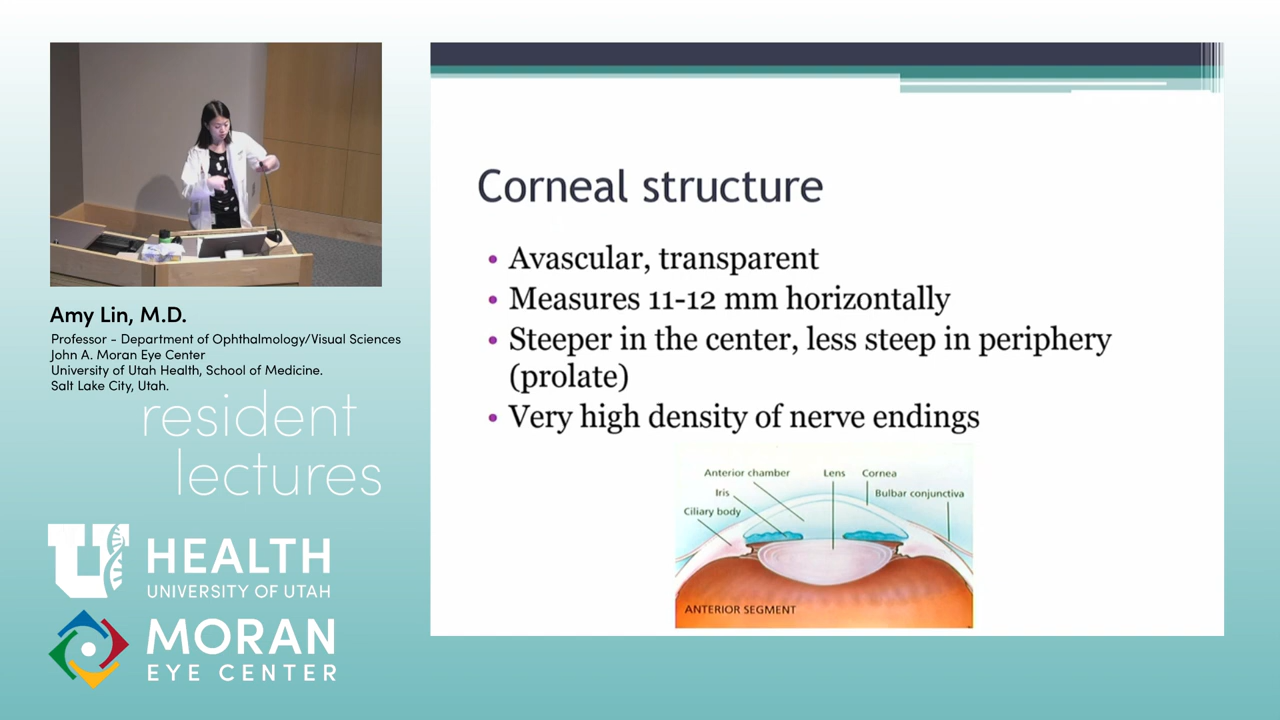 Amy Lin, M.D.
Professor - Department of Ophthalmology/Visual Sciences
John A. Moran Eye Center
University of Utah Health, School of Medicine.
Salt Lake City, Utah.
resident
lectures
U HEALTH
UNIVERSITY OF UTAH
MORAN
EYE CENTER
Corneal structure
• Avascular, transparent
• Measures 11-12 mm horizontally
• Steeper in the center, less steep in periphery
(prolate)
• Very high density of nerve endings
Anterior chamber
Lens
Cornea
Iris
Bulbar conjunctiva
Ciliary body
ANTERIOR SEGMENT